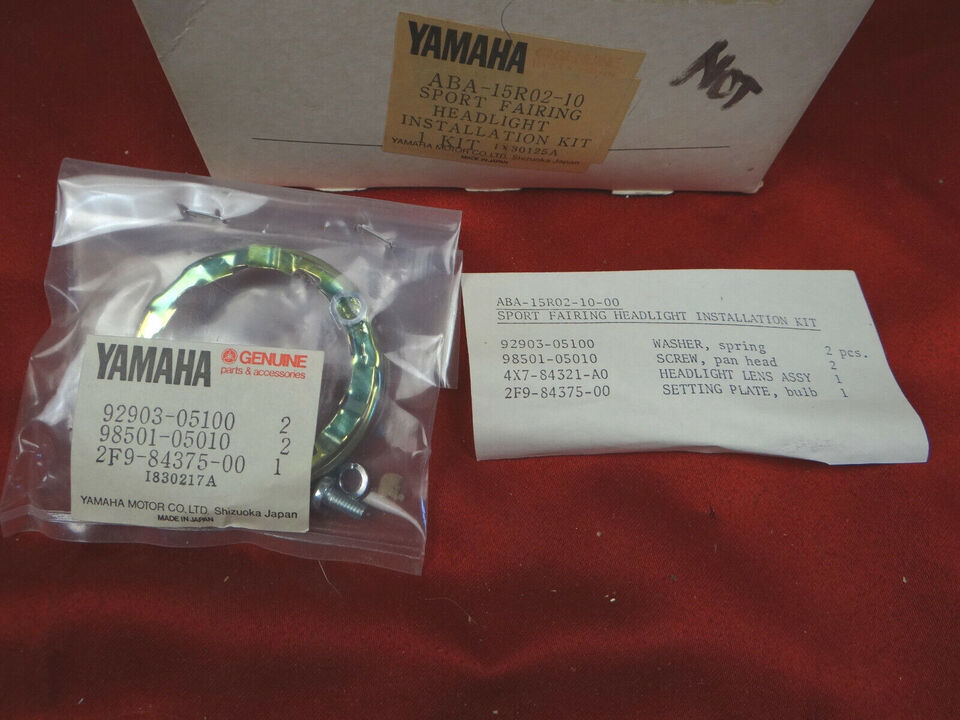 YAMAHA
ABA-15R02-10
SPORT FAIRING
HEADLIGHT
INSTALLATION KIT
1 KIT 1X30125A
YAMAHA MOTOR CO.LTD. Shizuoka Japan
MADE IN JAPAN
NOT
YAMAHA
GENUINE
parts & accessories
92903-05100 2
98501-05010 2
2F9-84375-00 1
I830217A
YAMAHA MOTOR CO.LTD. Shizuoka Japan
MADE IN JAPAN
ABA-15R02-10-00
SPORT FAIRING HEADLIGHT INSTALLATION KIT
92903-05100 WASHER, spring 2 pcs.
98501-05010 SCREW, pan head 2
4X7-84321-A0 HEADLIGHT LENS ASSY 1
2F9-84375-00 SETTING PLATE, bulb 1